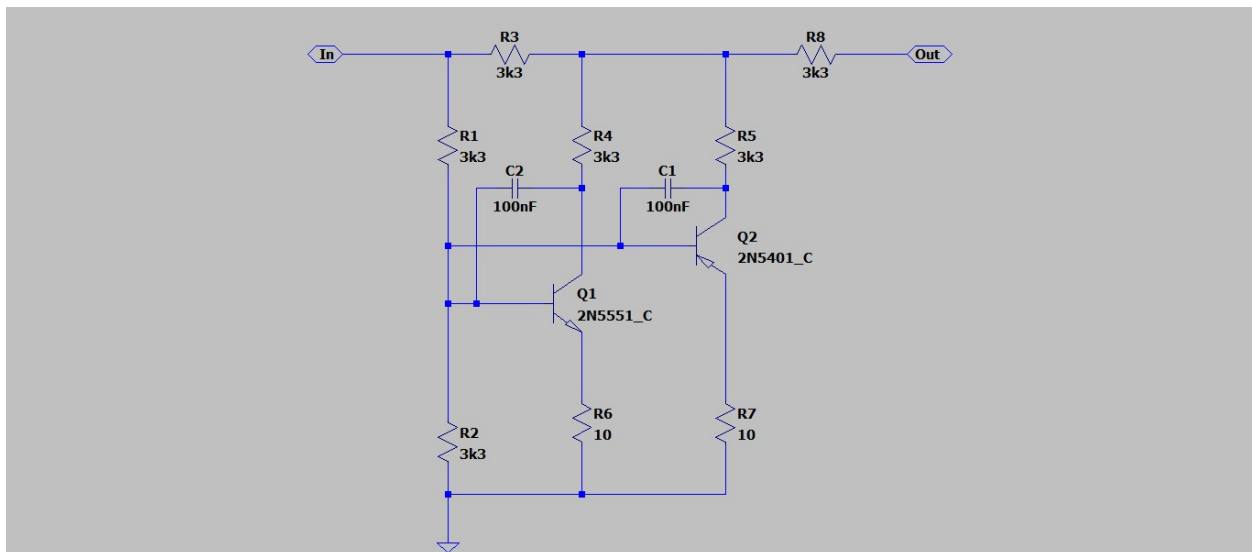 In
R3
3k3
R8
3k3
Out
R1
3k3
R4
3k3
R5
3k3
C2
100nF
C1
100nF
Q2
2N5401_C
Q1
2N5551_C
R2
3k3
R6
10
R7
10